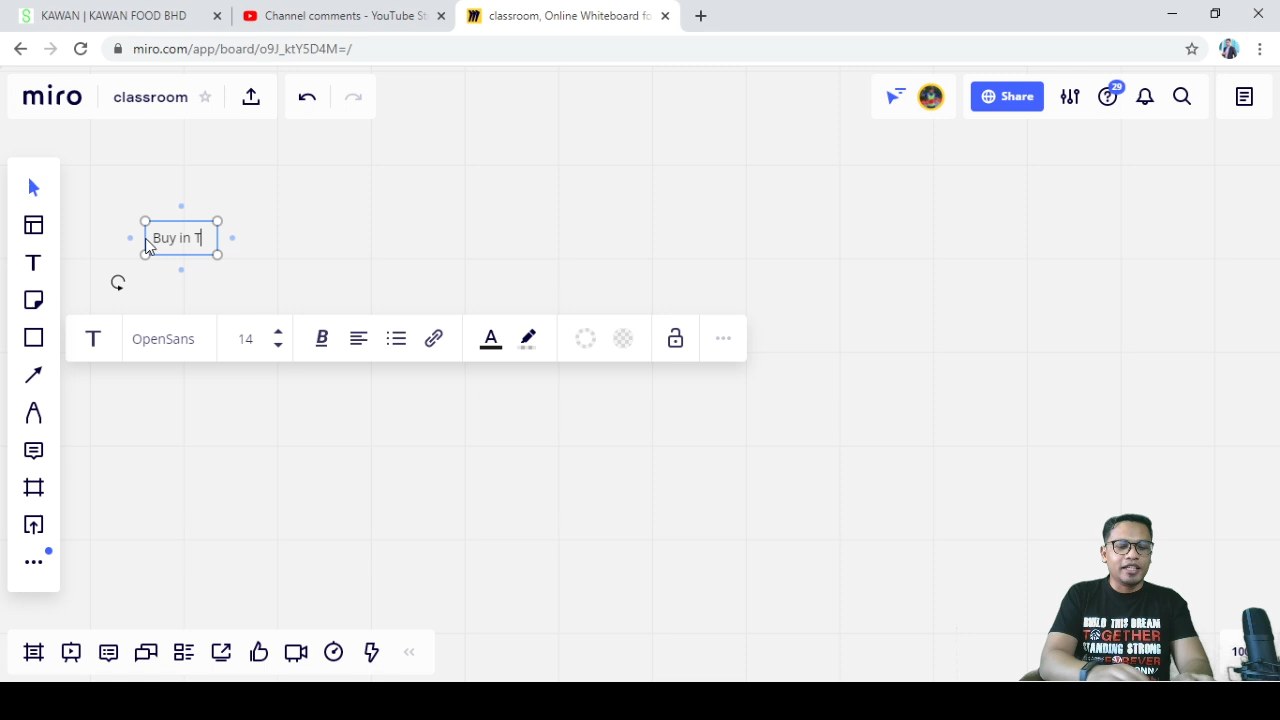 KAWAN | KAWAN FOOD BHD
Channel comments - YouTube St
classroom, Online Whiteboard fo
miro.com/app/board/o9J_ktY5D4M=/
miro
classroom
Share
29
Buy in T
T
OpenSans
14
B
A
BUILD THIS DREAM
TOGETHER
STANDING STRONG